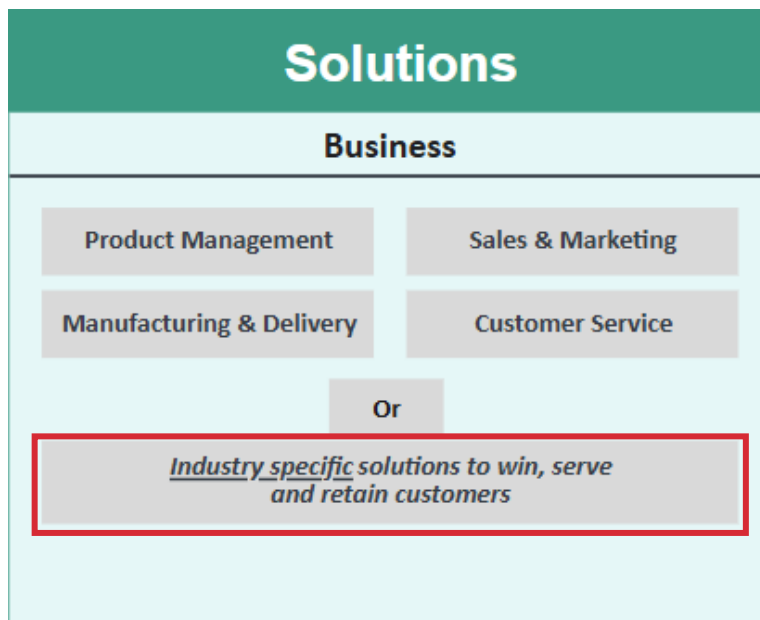 Solutions
Business
Product Management
Sales & Marketing
Manufacturing & Delivery
Customer Service
Or
Industry specific solutions to win, serve
and retain customers